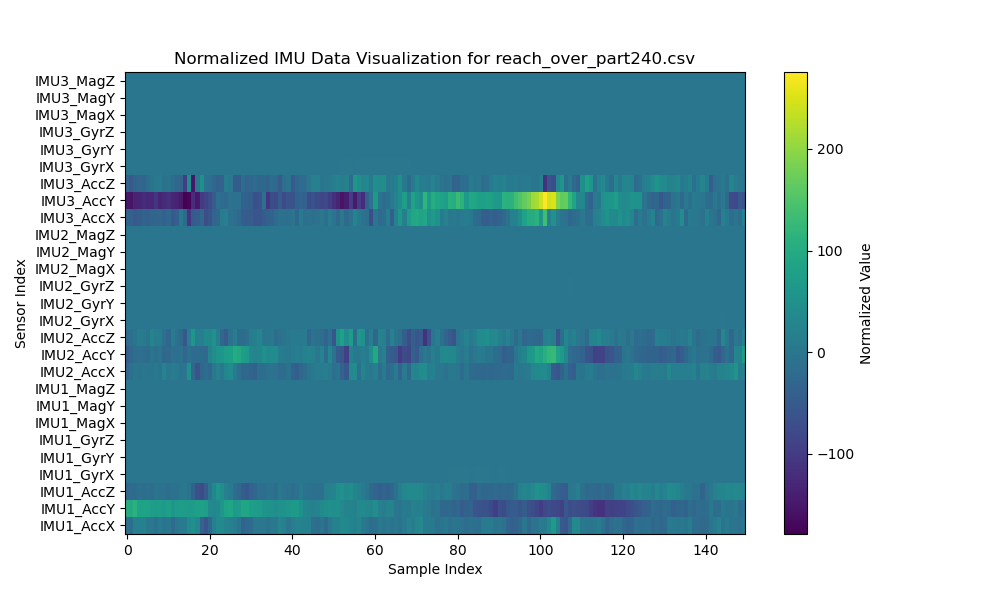 Normalized IMU Data Visualization for reach_over_part240.csv
IMU3_MagZ
IMU3_MagY
IMU3_MagX
IMU3_GyrZ
IMU3_GyrY
IMU3_GyrX
IMU3_AccZ
IMU3_AccY
IMU3_AccX
IMU2_MagZ
IMU2_MagY
IMU2_MagX
IMU2_GyrZ
IMU2_GyrY
IMU2_GyrX
IMU2_AccZ
IMU2_AccY
IMU2_AccX
IMU1_MagZ
IMU1_MagY
IMU1_MagX
IMU1_GyrZ
IMU1_GyrY
IMU1_GyrX
IMU1_AccZ
IMU1_AccY
IMU1_AccX
Sensor Index
0 20 40 60 80 100 120 140
Sample Index
200
100
0
−100
Normalized Value